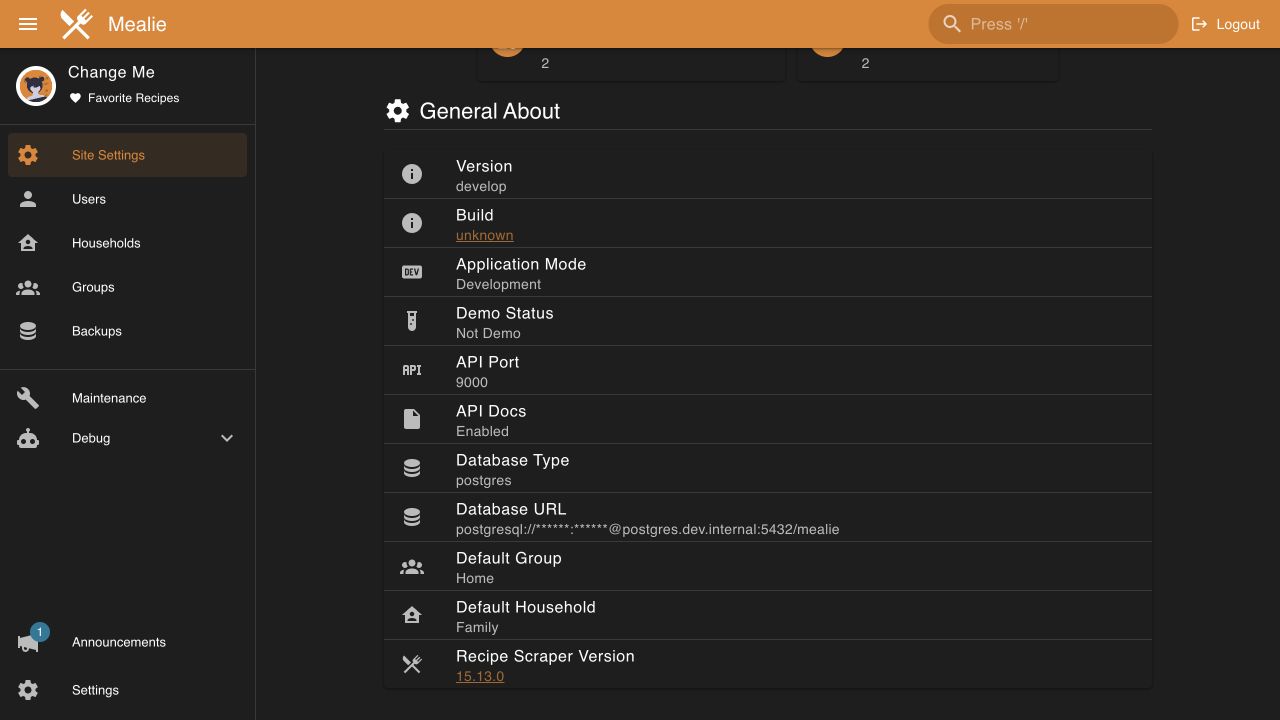 Mealie
Press '/'
Logout
Change Me
Favorite Recipes
Site Settings
Users
Households
Groups
Backups
Maintenance
Debug
1
Announcements
Settings
2
2
General About
Version
develop
Build
unknown
Application Mode
DEV
Development
Demo Status
Not Demo
API Port
API
9000
API Docs
Enabled
Database Type
postgres
Database URL
postgresql://******:******@postgres.dev.internal:5432/mealie
Default Group
Home
Default Household
Family
Recipe Scraper Version
15.13.0